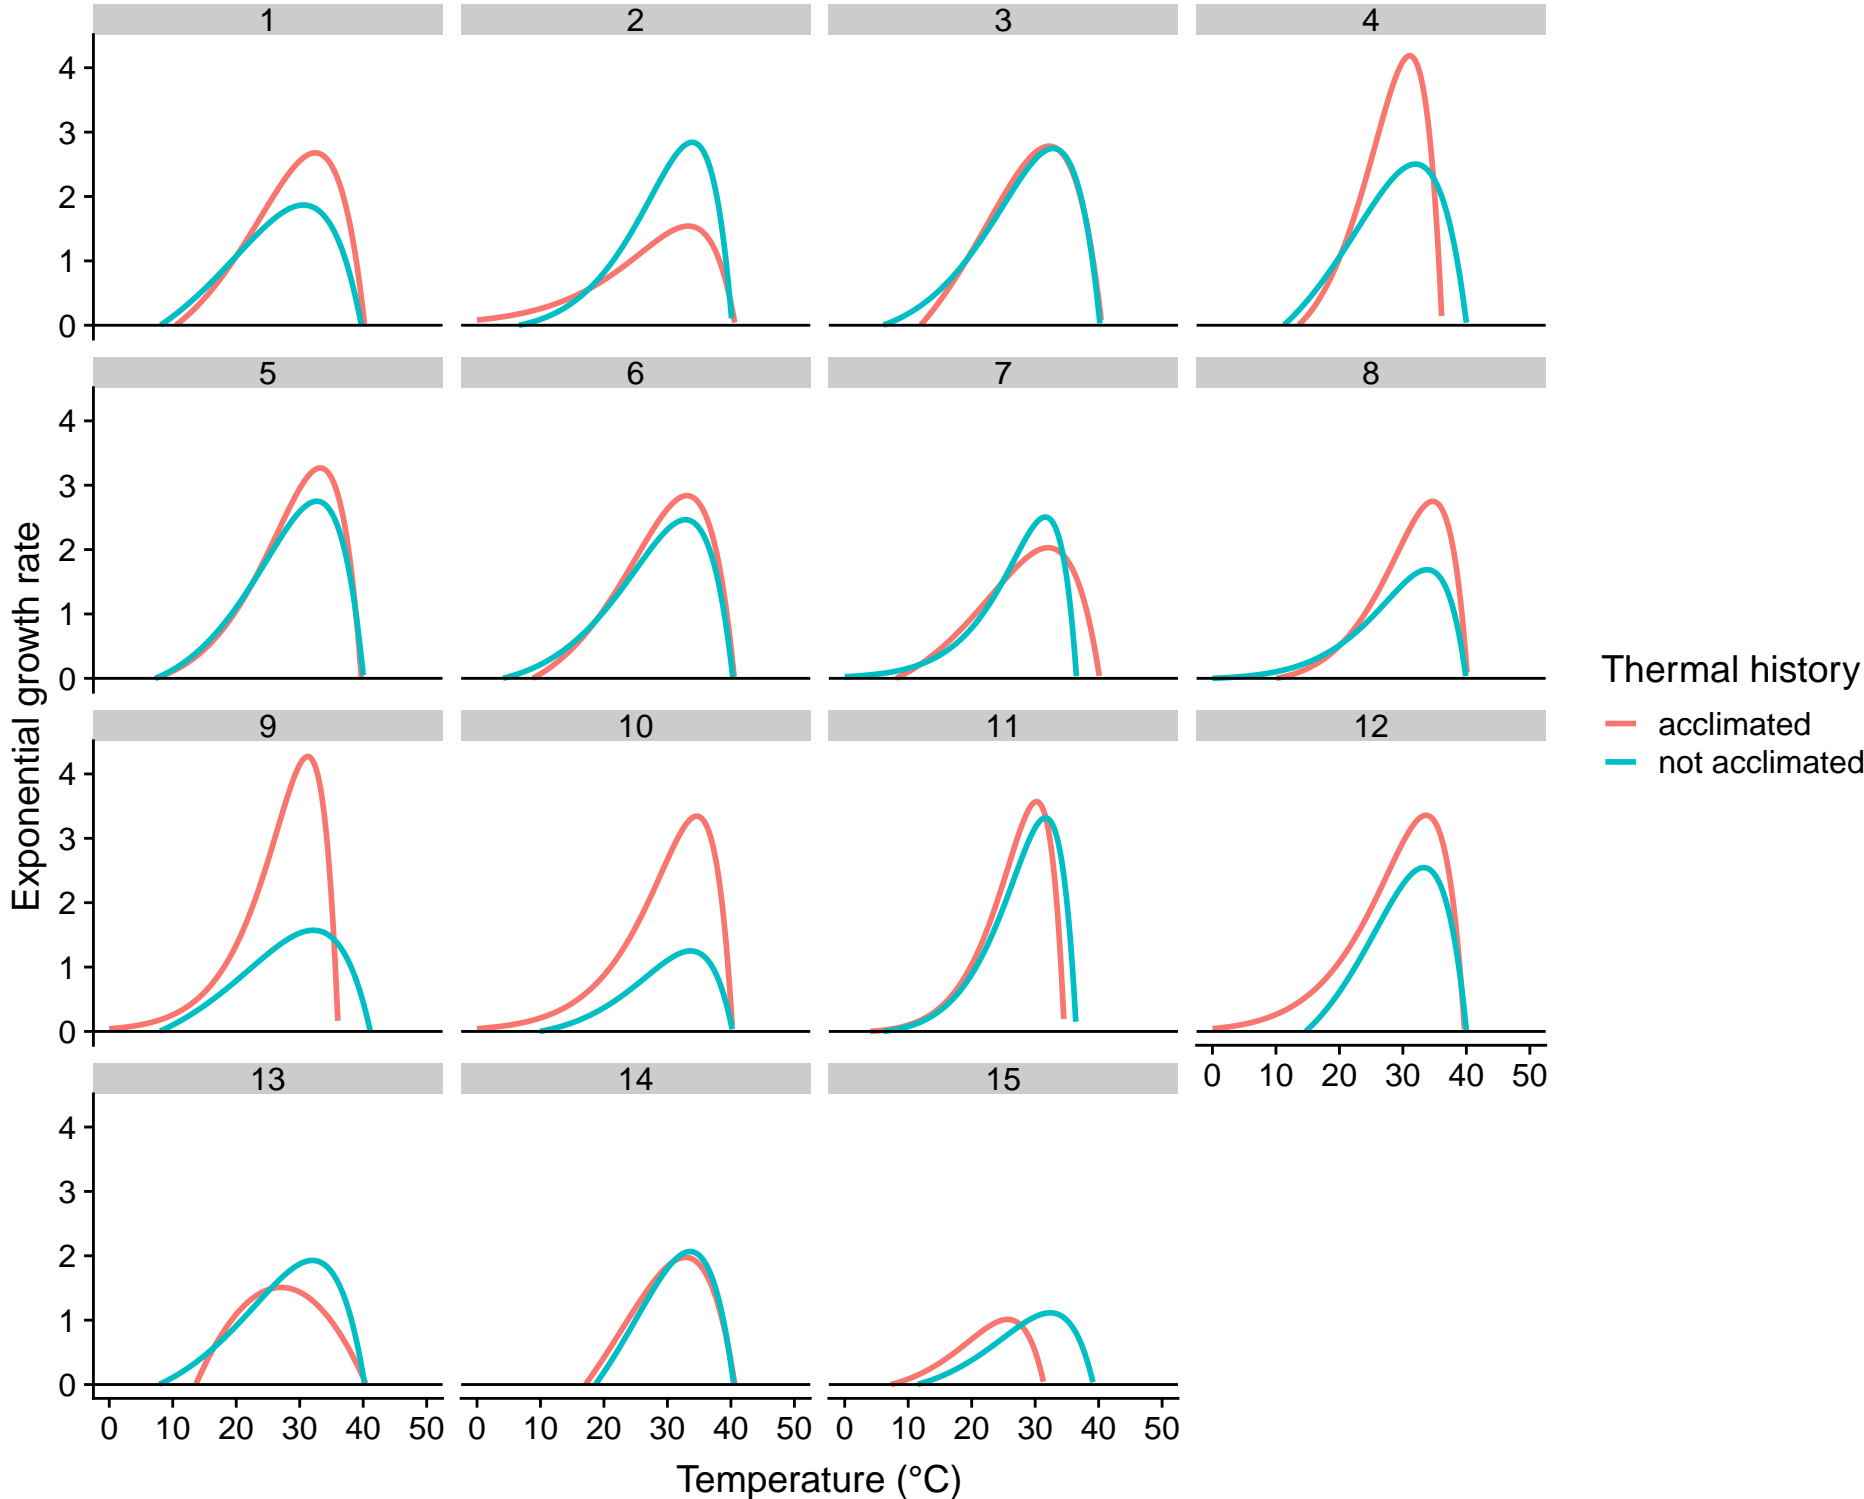 1 2 3 4
4
3
2
1
0
5 6 7 8
4
3
2
1
0
9 10 11 12
4
3
2
1
0
0 10 20 30 40 50
13 14 15
4
3
2
1
0
0 10 20 30 40 50 0 10 20 30 40 50 0 10 20 30 40 50
Temperature (°C)
Exponential growth rate
Thermal history
acclimated
not acclimated